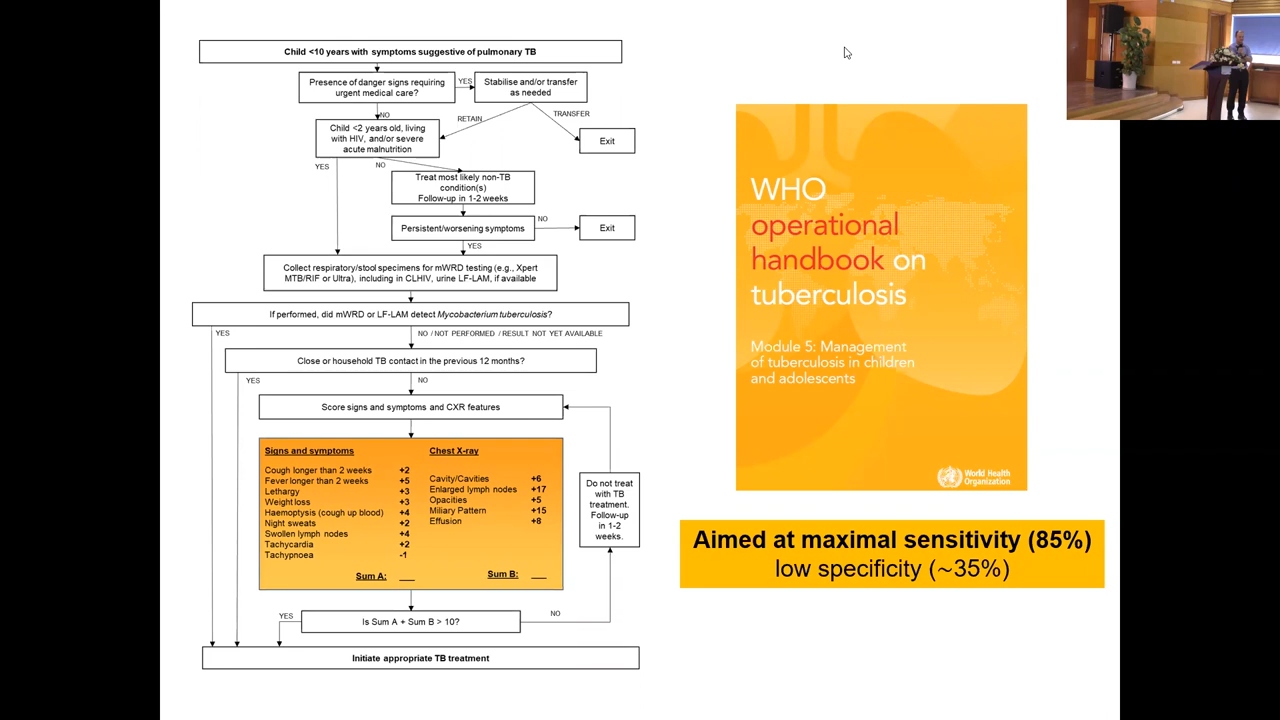 Child <10 years with symptoms suggestive of pulmonary TB
Presence of danger signs requiring
urgent medical care?
YES
Stabilise and/or transfer
as needed
NO
RETAIN
TRANSFER
Child <2 years old, living
with HIV, and/or severe
acute malnutrition
Exit
YES
NO
Treat most likely non-TB
condition(s)
Follow-up in 1-2 weeks
Persistent/worsening symptoms
NO
Exit
YES
Collect respiratory/stool specimens for mWRD testing (e.g., Xpert
MTB/RIF or Ultra), including in CLHIV, urine LF-LAM, if available
If performed, did mWRD or LF-LAM detect Mycobacterium tuberculosis?
YES
NO / NOT PERFORMED / RESULT NOT YET AVAILABLE
Close or household TB contact in the previous 12 months?
YES
NO
Score signs and symptoms and CXR features
Signs and symptoms
Cough longer than 2 weeks +2
Fever longer than 2 weeks +5
Lethargy +3
Weight loss +3
Haemoptysis (cough up blood) +4
Night sweats +2
Swollen lymph nodes +4
Tachycardia +2
Tachypnoea -1
Sum A: ___
Chest X-ray
Cavity/Cavities +6
Enlarged lymph nodes +17
Opacities +5
Miliary Pattern +15
Effusion +8
Sum B: ___
Do not treat
with TB
treatment.
Follow-up
in 1-2
weeks.
Is Sum A + Sum B > 10?
YES
NO
Initiate appropriate TB treatment
WHO
operational
handbook on
tuberculosis
Module 5: Management
of tuberculosis in children
and adolescents
World Health
Organization
Aimed at maximal sensitivity (85%)
low specificity (~35%)